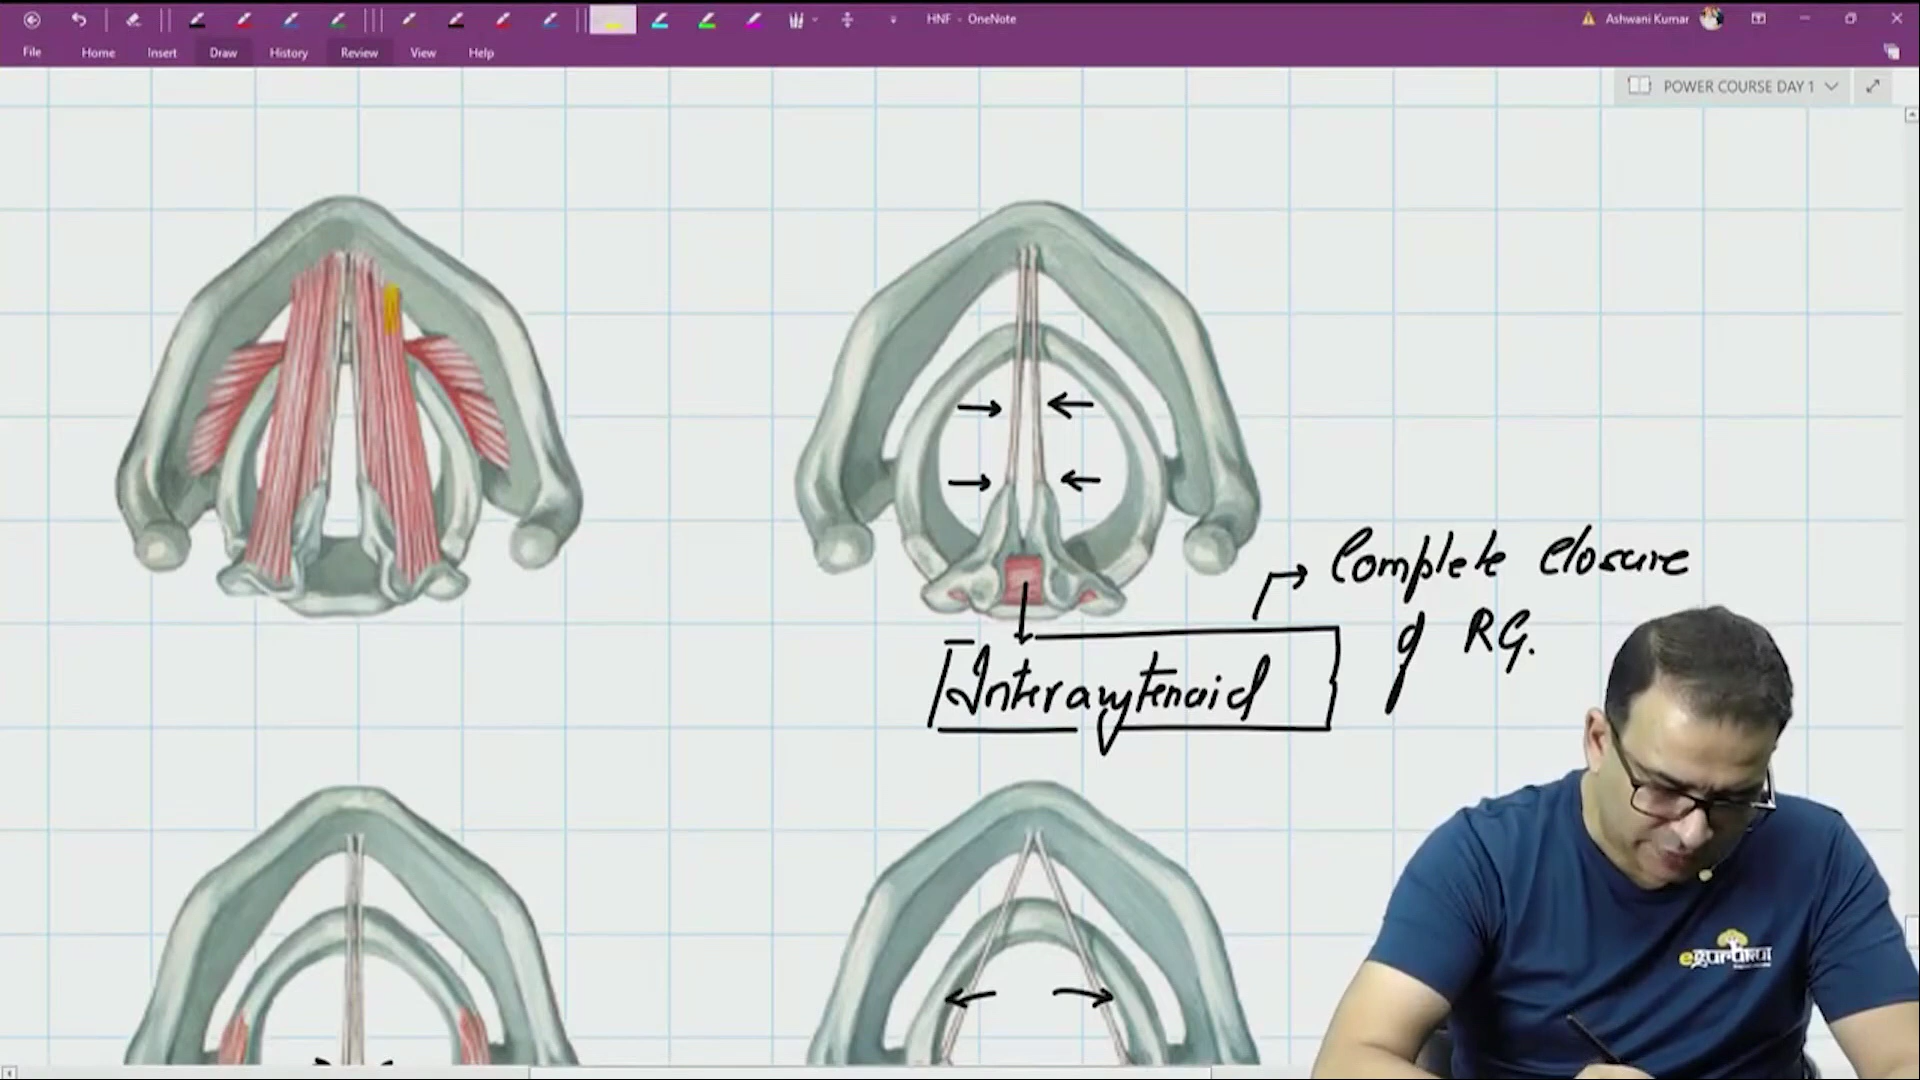 HNF - OneNote
Ashwani Kumar
File Home Insert Draw History Review View Help
POWER COURSE DAY 1
Complete closure
of RG.
Interarytenoid
egurukul